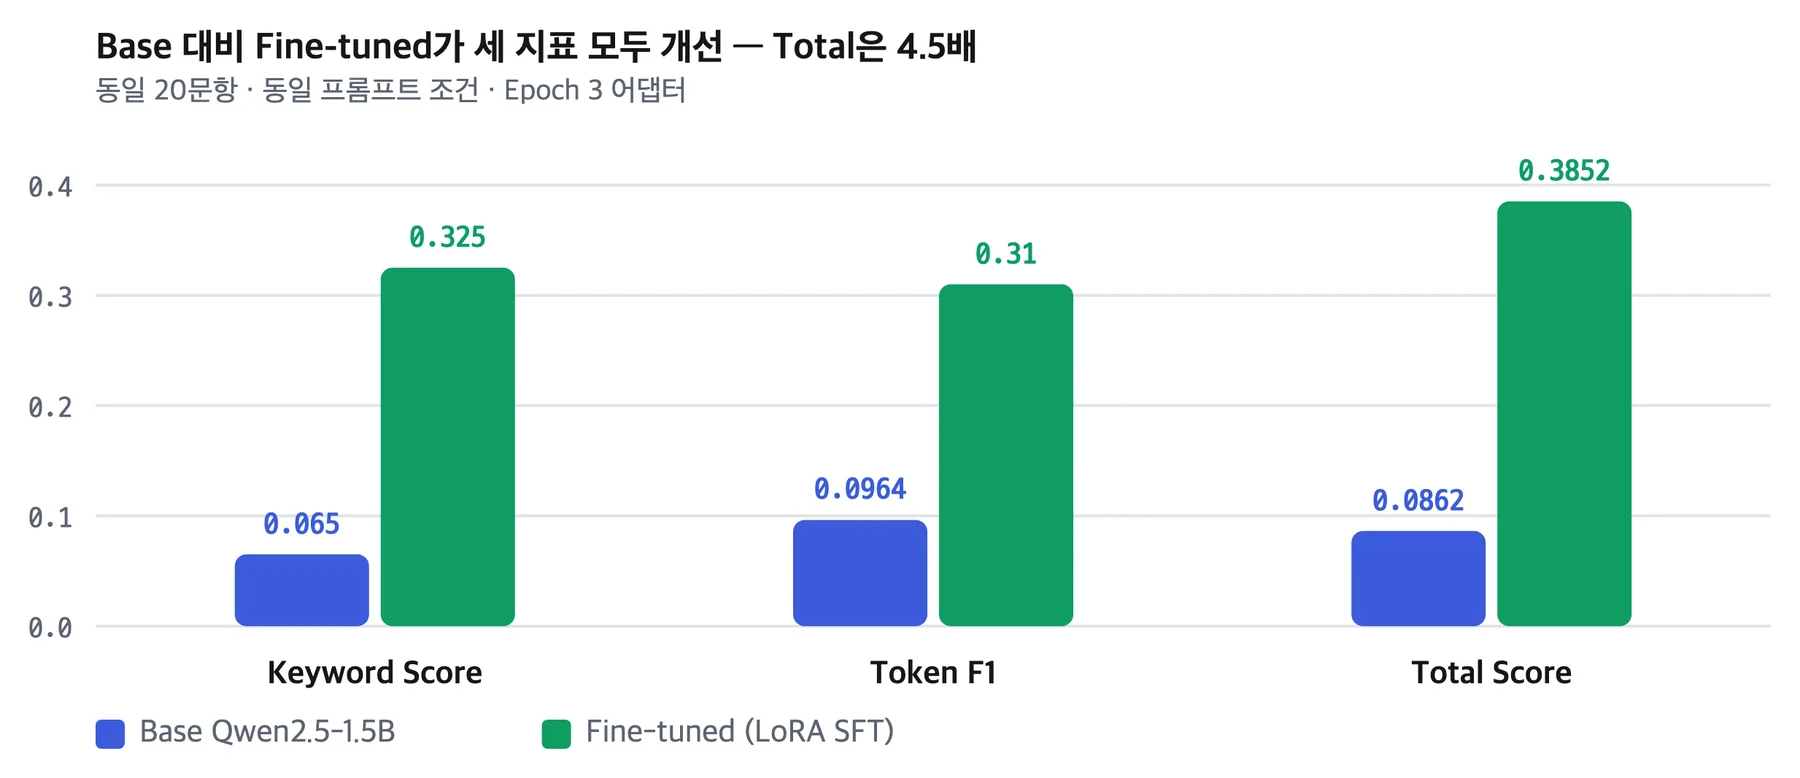 Base 대비 Fine-tuned가 세 지표 모두 개선 — Total은 4.5배
동일 20문항 · 동일 프롬프트 조건 · Epoch 3 어댑터
0.4
0.3
0.2
0.1
0.0
0.065
0.325
0.0964
0.31
0.0862
0.3852
Keyword Score
Token F1
Total Score
Base Qwen2.5-1.5B
Fine-tuned (LoRA SFT)